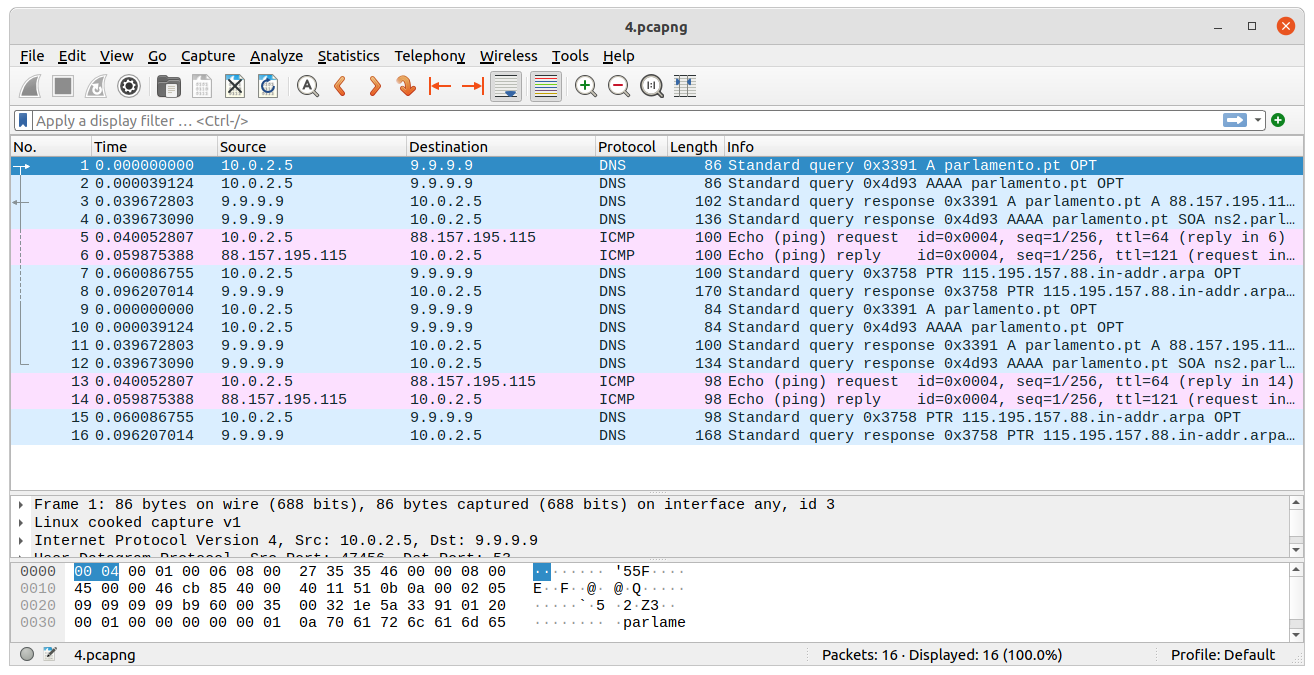 4.pcapng
File Edit View Go Capture Analyze Statistics Telephony Wireless Tools Help
Apply a display filter … <Ctrl-/>
No. Time Source Destination Protocol Length Info
1 0.000000000 10.0.2.5 9.9.9.9 DNS 86 Standard query 0x3391 A parlamento.pt OPT
2 0.000039124 10.0.2.5 9.9.9.9 DNS 86 Standard query 0x4d93 AAAA parlamento.pt OPT
3 0.039672803 9.9.9.9 10.0.2.5 DNS 102 Standard query response 0x3391 A parlamento.pt A 88.157.195.11…
4 0.039673090 9.9.9.9 10.0.2.5 DNS 136 Standard query response 0x4d93 AAAA parlamento.pt SOA ns2.parl…
5 0.040052807 10.0.2.5 88.157.195.115 ICMP 100 Echo (ping) request id=0x0004, seq=1/256, ttl=64 (reply in 6)
6 0.059875388 88.157.195.115 10.0.2.5 ICMP 100 Echo (ping) reply id=0x0004, seq=1/256, ttl=121 (request in…
7 0.060086755 10.0.2.5 9.9.9.9 DNS 100 Standard query 0x3758 PTR 115.195.157.88.in-addr.arpa OPT
8 0.096207014 9.9.9.9 10.0.2.5 DNS 170 Standard query response 0x3758 PTR 115.195.157.88.in-addr.arpa…
9 0.000000000 10.0.2.5 9.9.9.9 DNS 84 Standard query 0x3391 A parlamento.pt OPT
10 0.000039124 10.0.2.5 9.9.9.9 DNS 84 Standard query 0x4d93 AAAA parlamento.pt OPT
11 0.039672803 9.9.9.9 10.0.2.5 DNS 100 Standard query response 0x3391 A parlamento.pt A 88.157.195.11…
12 0.039673090 9.9.9.9 10.0.2.5 DNS 134 Standard query response 0x4d93 AAAA parlamento.pt SOA ns2.parl…
13 0.040052807 10.0.2.5 88.157.195.115 ICMP 98 Echo (ping) request id=0x0004, seq=1/256, ttl=64 (reply in 14)
14 0.059875388 88.157.195.115 10.0.2.5 ICMP 98 Echo (ping) reply id=0x0004, seq=1/256, ttl=121 (request in…
15 0.060086755 10.0.2.5 9.9.9.9 DNS 98 Standard query 0x3758 PTR 115.195.157.88.in-addr.arpa OPT
16 0.096207014 9.9.9.9 10.0.2.5 DNS 168 Standard query response 0x3758 PTR 115.195.157.88.in-addr.arpa…
Frame 1: 86 bytes on wire (688 bits), 86 bytes captured (688 bits) on interface any, id 3
Linux cooked capture v1
Internet Protocol Version 4, Src: 10.0.2.5, Dst: 9.9.9.9
User Datagram Protocol, Src Port: 47456, Dst Port: 53
0000 00 04 00 01 00 06 08 00 27 35 35 46 00 00 08 00 ········ '55F····
0010 45 00 00 46 cb 85 40 00 40 11 51 0b 0a 00 02 05 E··F··@· @·Q·····
0020 09 09 09 09 b9 60 00 35 00 32 1e 5a 33 91 01 20 ·····`·5 ·2·Z3··
0030 00 01 00 00 00 00 00 01 0a 70 61 72 6c 61 6d 65 ········ ·parlame
4.pcapng Packets: 16 · Displayed: 16 (100.0%) Profile: Default